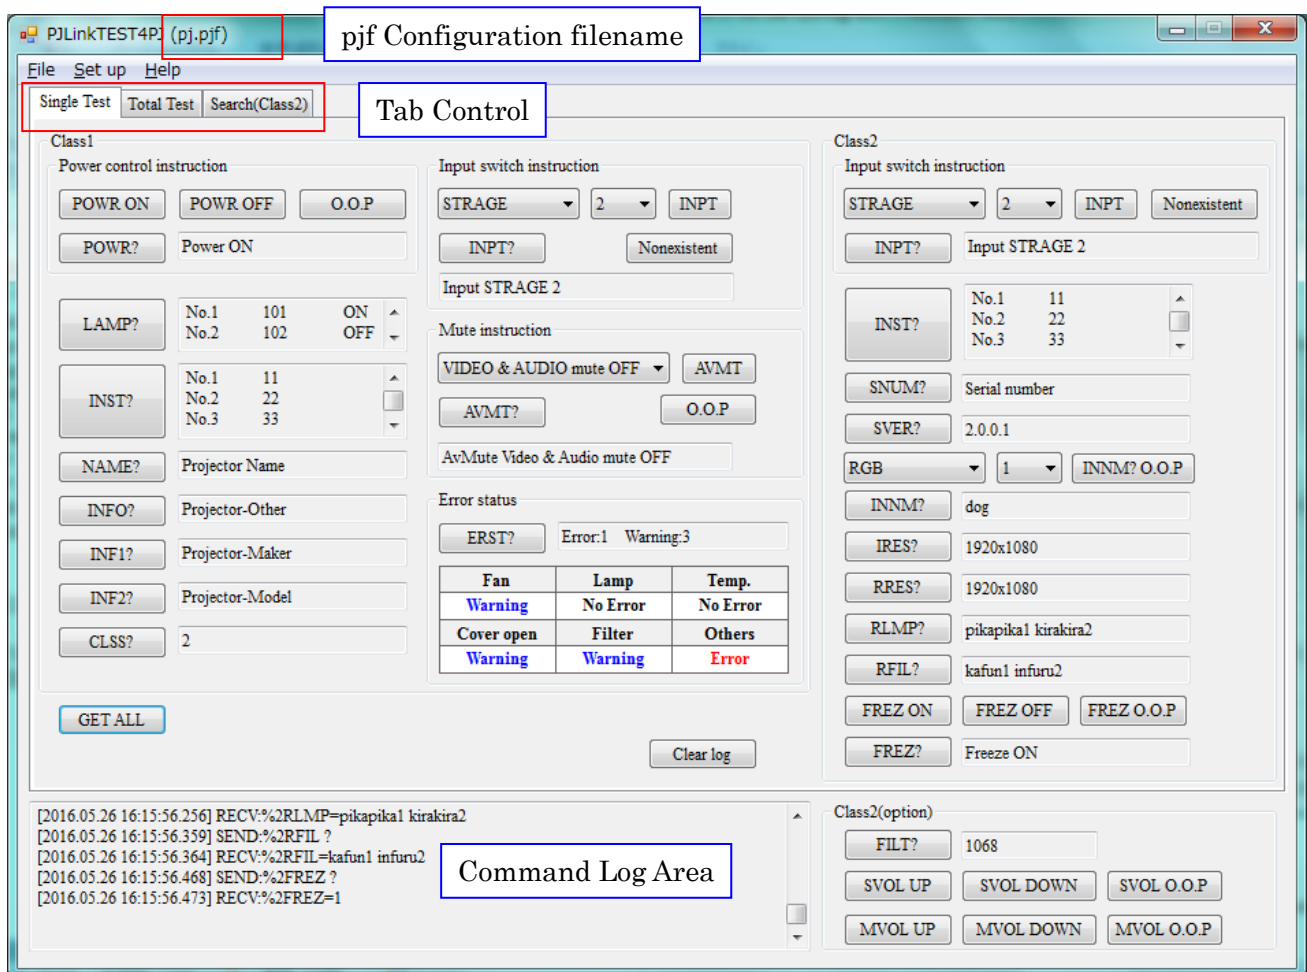 PJLinkTEST4PJ (pj.pjf)
pjf Configuration filename
File Set up Help
Single Test Total Test Search(Class2)
Tab Control
Class1
Power control instruction
POWR ON POWR OFF O.O.P
POWR? Power ON
LAMP?
No.1 101 ON
No.2 102 OFF
INST?
No.1 11
No.2 22
No.3 33
NAME? Projector Name
INFO? Projector-Other
INF1? Projector-Maker
INF2? Projector-Model
CLSS? 2
GET ALL
Input switch instruction
STRAGE 2 INPT
INPT? Nonexistent
Input STRAGE 2
Mute instruction
VIDEO & AUDIO mute OFF AVMT
AVMT? O.O.P
AvMute Video & Audio mute OFF
Error status
ERST? Error:1 Warning:3
Fan Lamp Temp.
Warning No Error No Error
Cover open Filter Others
Warning Warning Error
Clear log
Class2
Input switch instruction
STRAGE 2 INPT Nonexistent
INPT? Input STRAGE 2
INST?
No.1 11
No.2 22
No.3 33
SNUM? Serial number
SVER? 2.0.0.1
RGB 1 INNM? O.O.P
INNM? dog
IRES? 1920x1080
RRES? 1920x1080
RLMP? pikapika1 kirakira2
RFIL? kafun1 infuru2
FREZ ON FREZ OFF FREZ O.O.P
FREZ? Freeze ON
[2016.05.26 16:15:56.256] RECV:%2RLMP=pikapika1 kirakira2
[2016.05.26 16:15:56.359] SEND:%2RFIL ?
[2016.05.26 16:15:56.364] RECV:%2RFIL=kafun1 infuru2
[2016.05.26 16:15:56.468] SEND:%2FREZ ?
[2016.05.26 16:15:56.473] RECV:%2FREZ=1
Command Log Area
Class2(option)
FILT? 1068
SVOL UP SVOL DOWN SVOL O.O.P
MVOL UP MVOL DOWN MVOL O.O.P